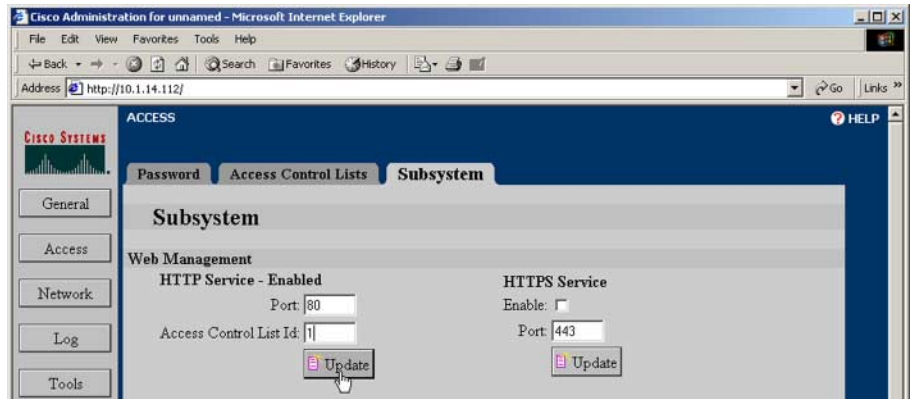 Cisco Administration for unnamed - Microsoft Internet Explorer
File Edit View Favorites Tools Help
Back Search Favorites History
Address http://10.1.14.112/ Go Links »
ACCESS HELP
CISCO SYSTEMS
Password Access Control Lists Subsystem
General
Subsystem
Access
Web Management
HTTP Service - Enabled HTTPS Service
Network
Port: 80 Enable:
Log
Access Control List Id: 1 Port: 443
Update Update
Tools